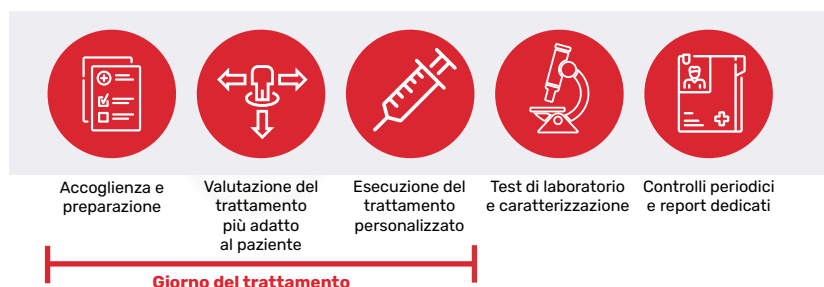 Accoglienza e
preparazione
Valutazione del
trattamento
più adatto
al paziente
Esecuzione del
trattamento
personalizzato
Test di laboratorio
e caratterizzazione
Controlli periodici
e report dedicati
Giorno del trattamento